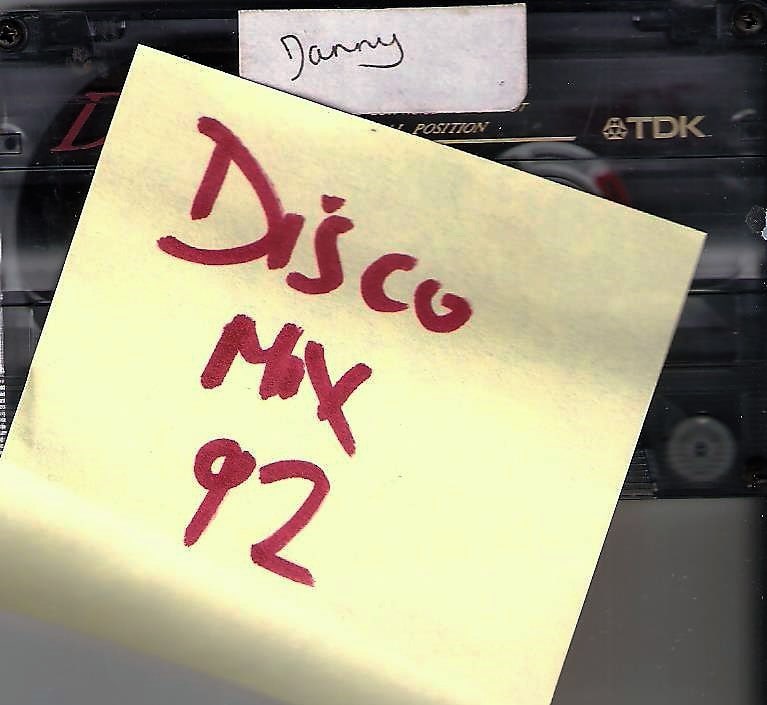 Danny
D
POSITION
TDK
Disco
Mix
92